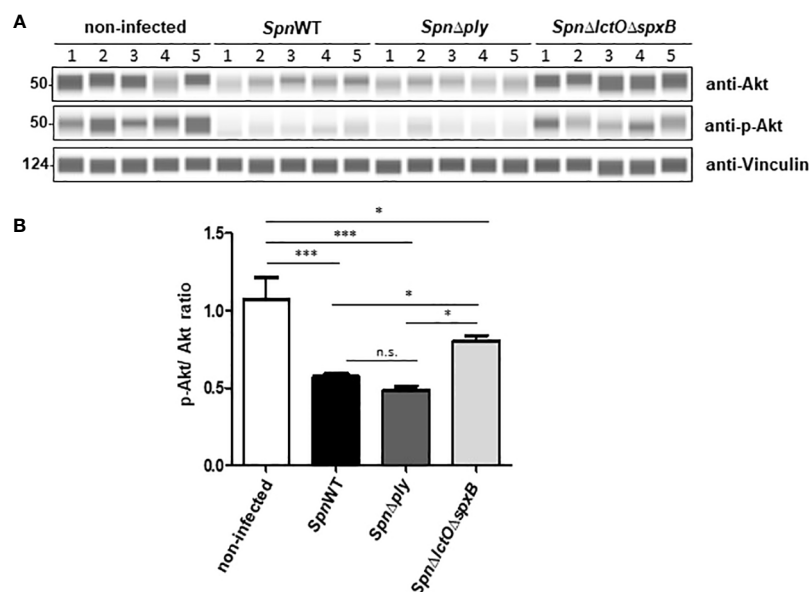 A
non-infected SpnWT SpnΔply SpnΔlctOΔspxB
1 2 3 4 5 1 2 3 4 5 1 2 3 4 5 1 2 3 4 5
50 anti-Akt
50 anti-p-Akt
124 anti-Vinculin
B
*
***
***
*
*
n.s.
p-Akt/ Akt ratio
1.5
1.0
0.5
0.0
non-infected
SpnWT
SpnΔply
SpnΔlctOΔspxB